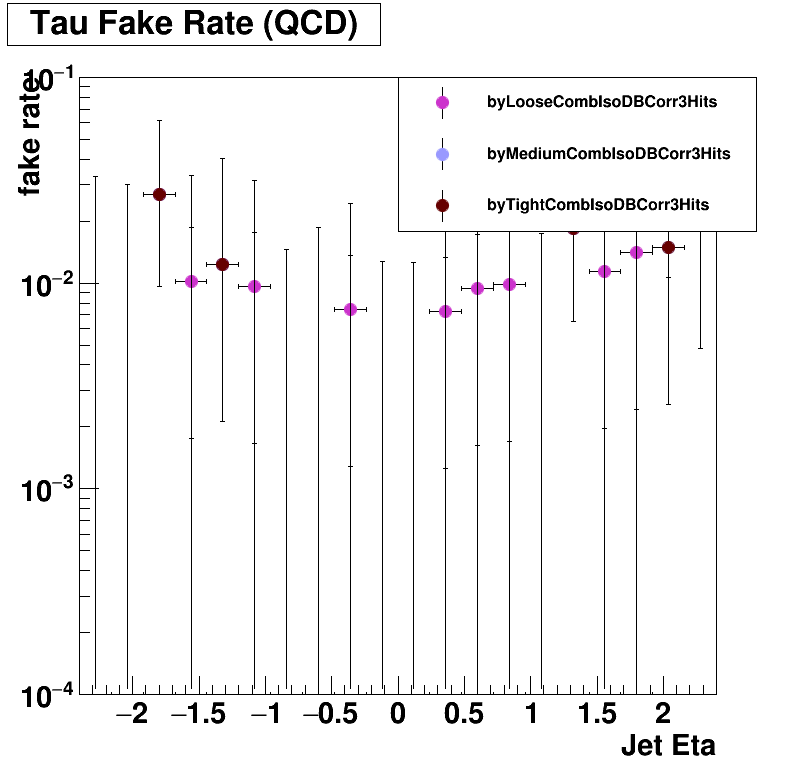 Tau Fake Rate (QCD)
fake rate
10−1
10−2
10−3
10−4
byLooseCombIsoDBCorr3Hits
byMediumCombIsoDBCorr3Hits
byTightCombIsoDBCorr3Hits
−2 −1.5 −1 −0.5 0 0.5 1 1.5 2
Jet Eta